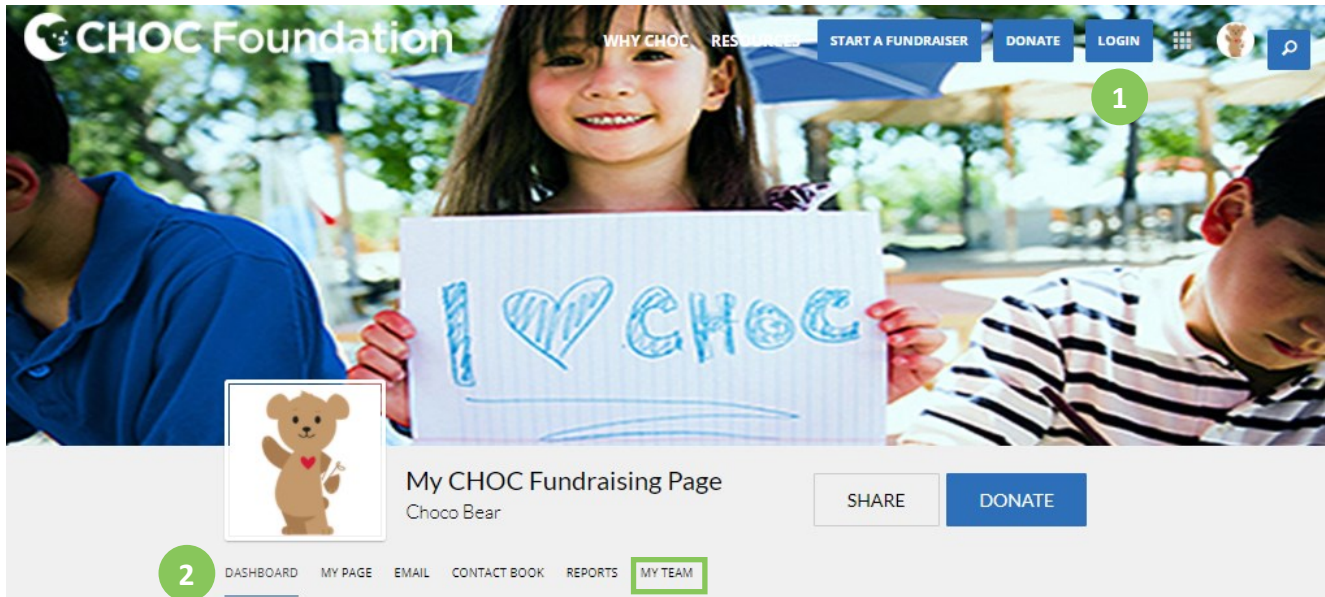 CHOC Foundation
WHY CHOC RESOURCES START A FUNDRAISER DONATE LOGIN
1
I ♡ CHOC
My CHOC Fundraising Page
Choco Bear
SHARE DONATE
2 DASHBOARD MY PAGE EMAIL CONTACT BOOK REPORTS MY TEAM